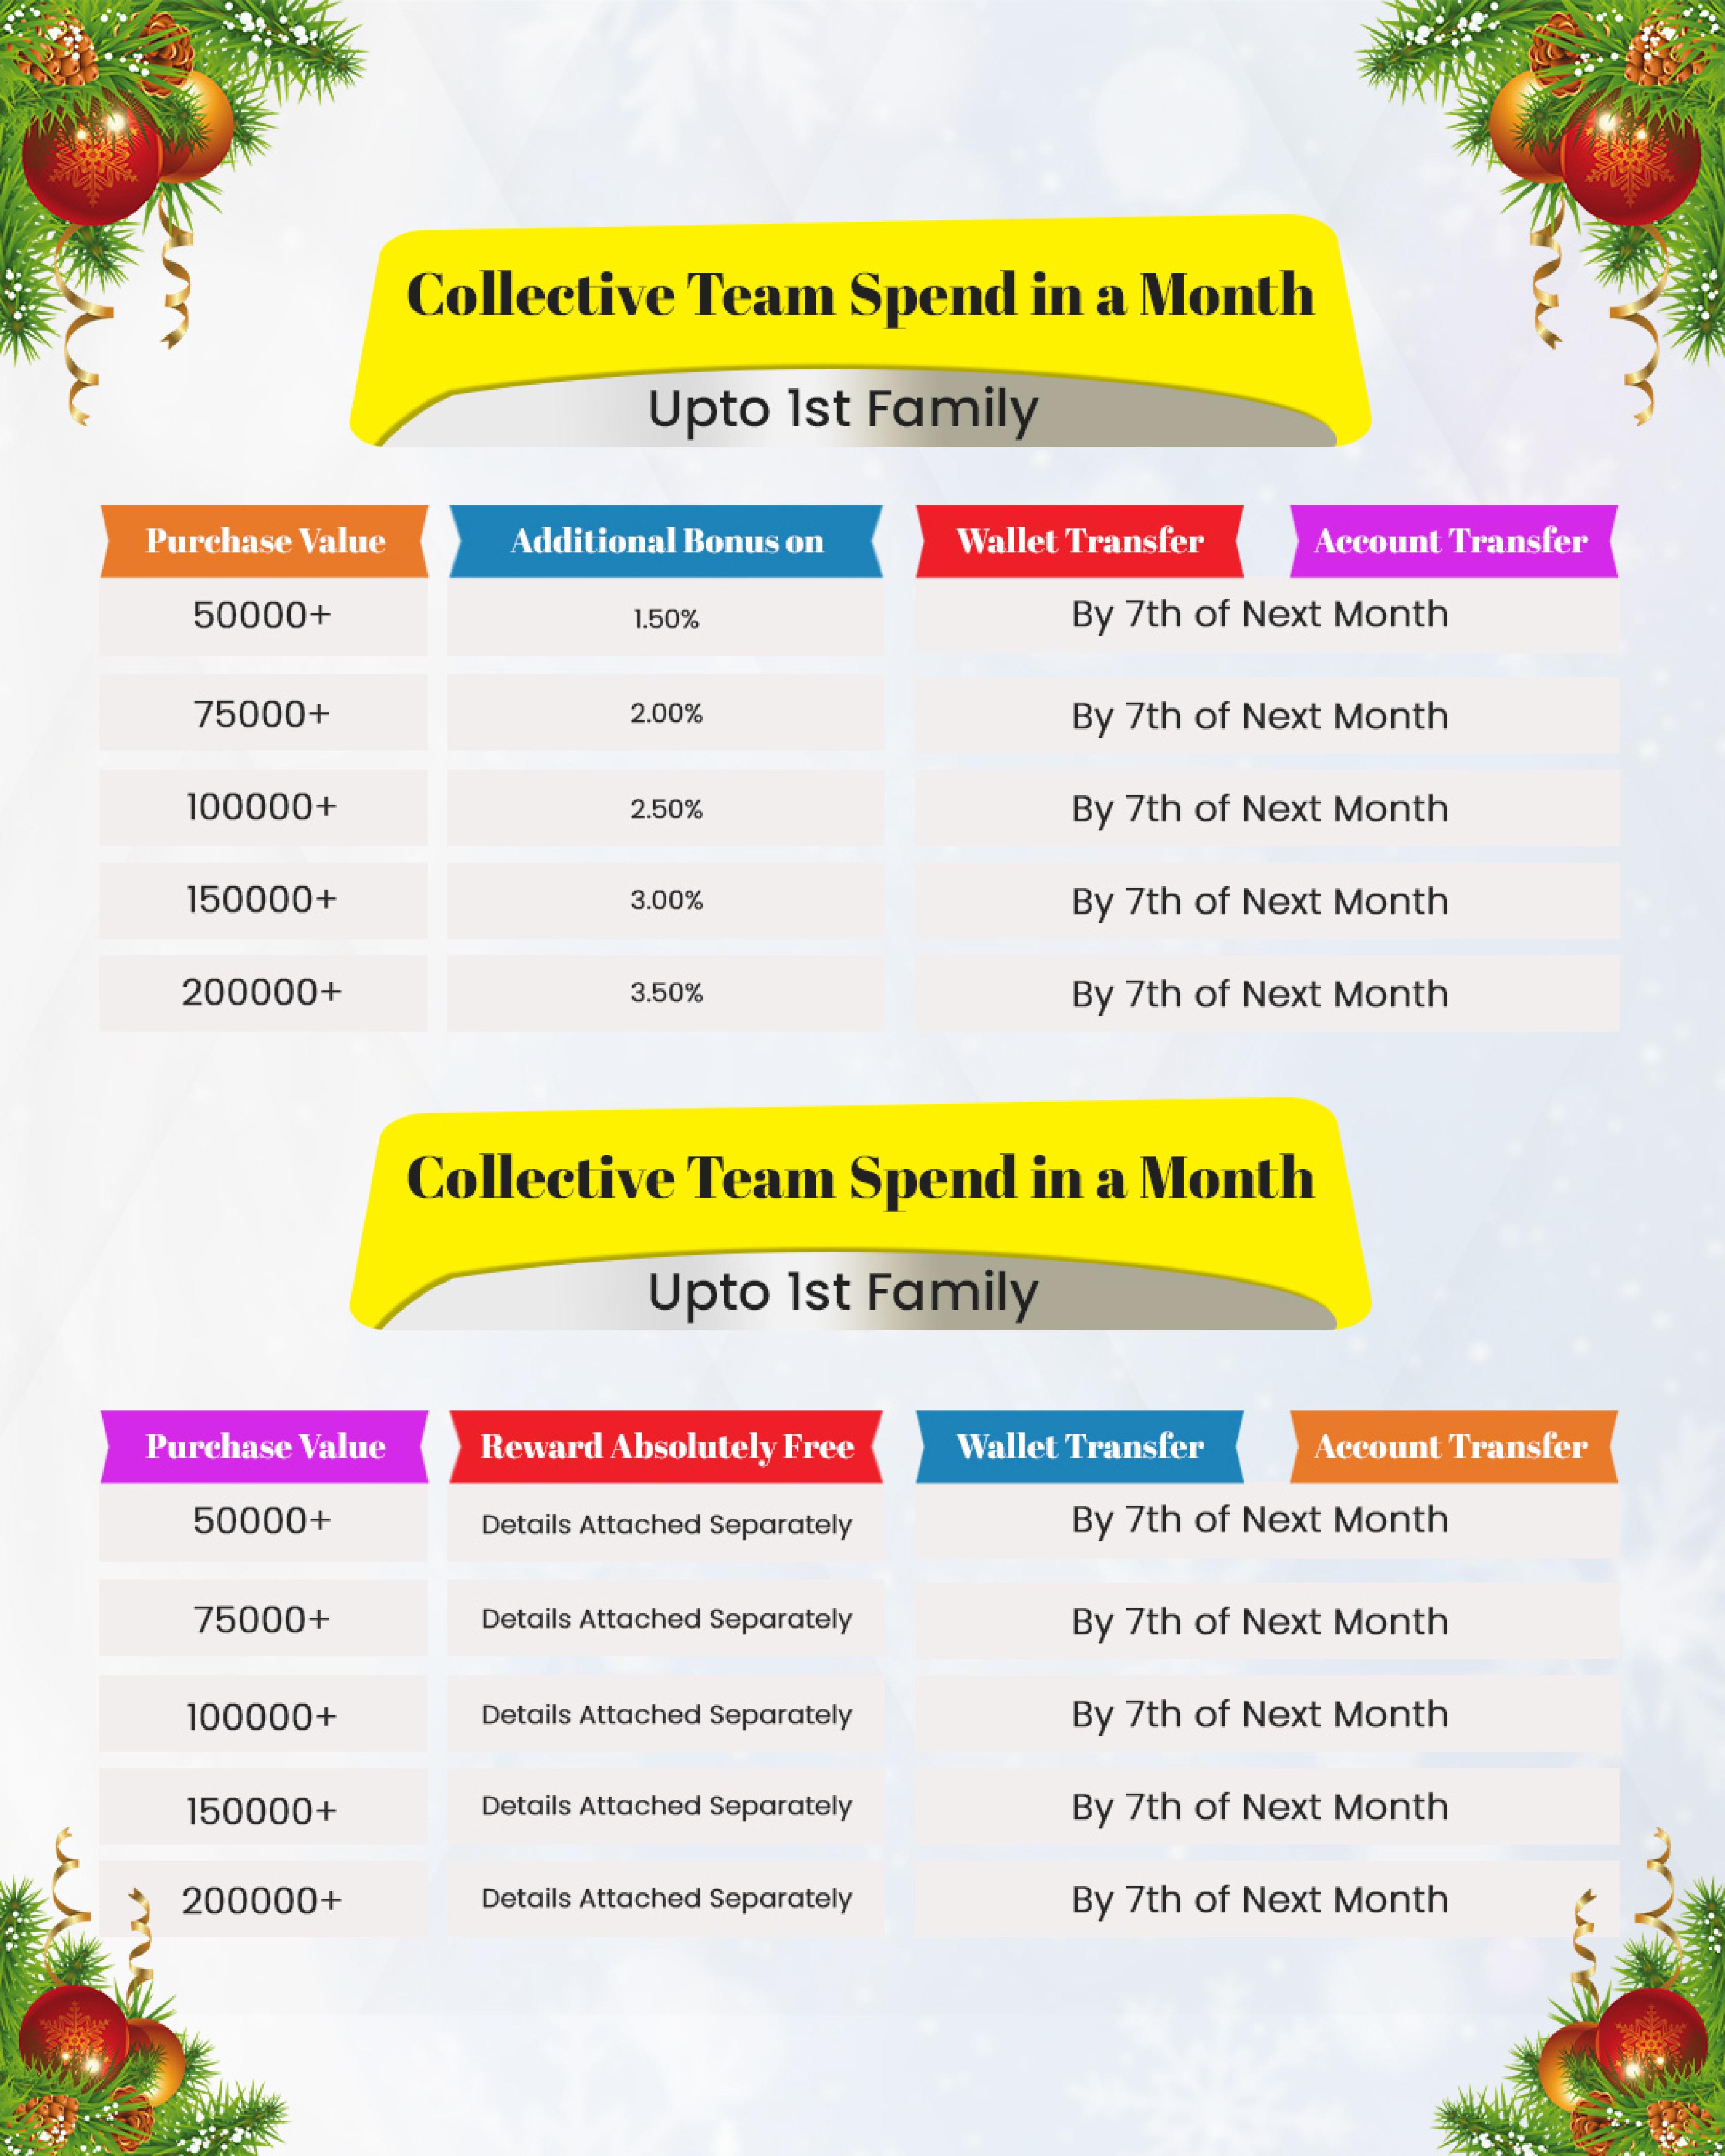 Collective Team Spend in a Month
Upto 1st Family
Purchase Value Additional Bonus on Wallet Transfer Account Transfer
50000+ 1.50% By 7th of Next Month
75000+ 2.00% By 7th of Next Month
100000+ 2.50% By 7th of Next Month
150000+ 3.00% By 7th of Next Month
200000+ 3.50% By 7th of Next Month
Collective Team Spend in a Month
Upto 1st Family
Purchase Value Reward Absolutely Free Wallet Transfer Account Transfer
50000+ Details Attached Separately By 7th of Next Month
75000+ Details Attached Separately By 7th of Next Month
100000+ Details Attached Separately By 7th of Next Month
150000+ Details Attached Separately By 7th of Next Month
200000+ Details Attached Separately By 7th of Next Month